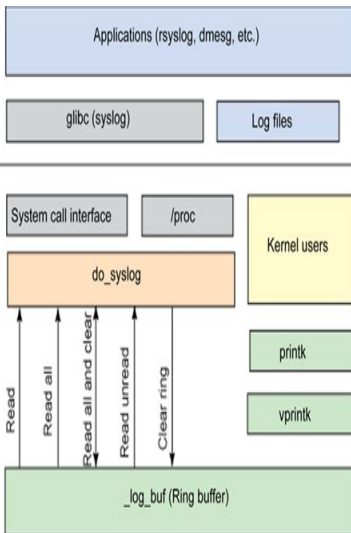 Applications (rsyslog, dmesg, etc.)
glibc (syslog)
Log files
System call interface
/proc
Kernel users
do_syslog
Read
Read all
Read all and clear
Read unread
Clear ring
printk
vprintk
_log_buf (Ring buffer)